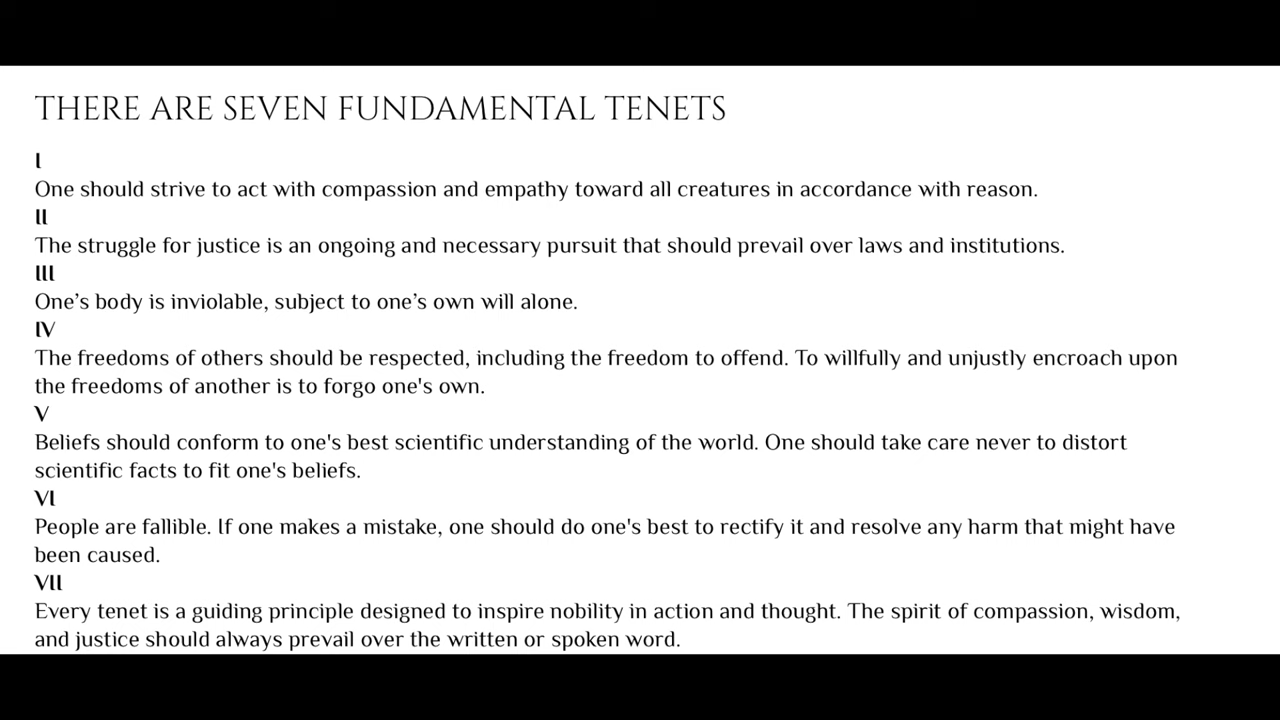 THERE ARE SEVEN FUNDAMENTAL TENETS
I
One should strive to act with compassion and empathy toward all creatures in accordance with reason.
II
The struggle for justice is an ongoing and necessary pursuit that should prevail over laws and institutions.
III
One’s body is inviolable, subject to one’s own will alone.
IV
The freedoms of others should be respected, including the freedom to offend. To willfully and unjustly encroach upon
the freedoms of another is to forgo one's own.
V
Beliefs should conform to one's best scientific understanding of the world. One should take care never to distort
scientific facts to fit one's beliefs.
VI
People are fallible. If one makes a mistake, one should do one's best to rectify it and resolve any harm that might have
been caused.
VII
Every tenet is a guiding principle designed to inspire nobility in action and thought. The spirit of compassion, wisdom,
and justice should always prevail over the written or spoken word.